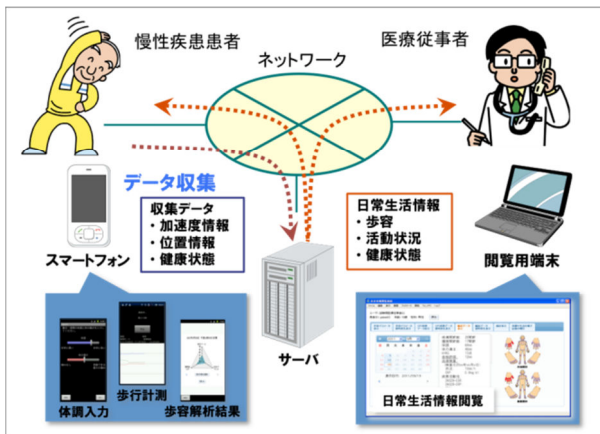 慢性疾患患者
ネットワーク
医療従事者
データ収集
収集データ
・加速度情報
・位置情報
・健康状態
日常生活情報
・歩容
・活動状況
・健康状態
スマートフォン
閲覧用端末
サーバ
体調入力
歩行計測
歩容解析結果
日常生活情報閲覧